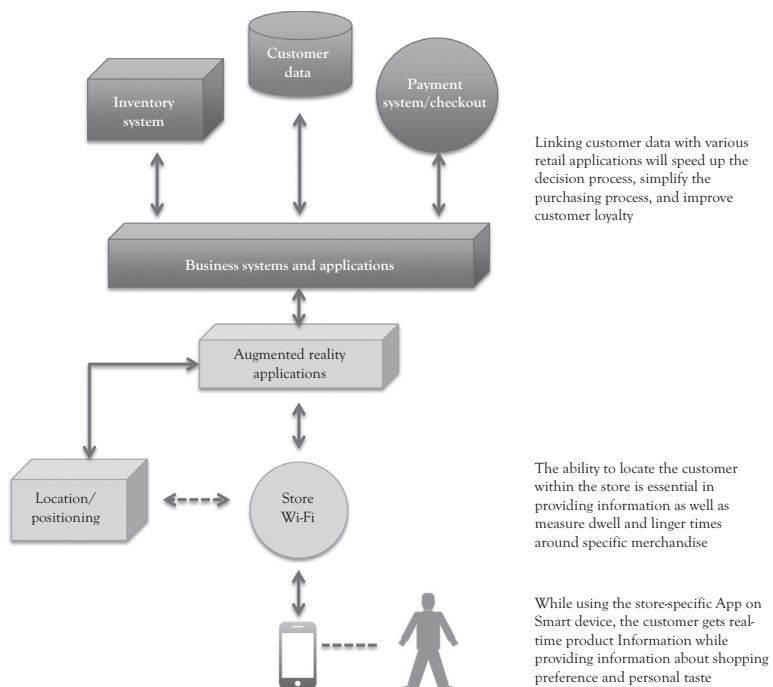 Customer
data
Payment
system/checkout
Inventory
system
Linking customer data with various
retail applications will speed up the
decision process, simplify the
purchasing process, and improve
customer loyalty
Business systems and applications
Augmented reality
applications
Location/
positioning
Store
Wi-Fi
The ability to locate the customer
within the store is essential in
providing information as well as
measure dwell and linger times
around specific merchandise
While using the store-specific App on
Smart device, the customer gets real-
time product Information while
providing information about shopping
preference and personal taste